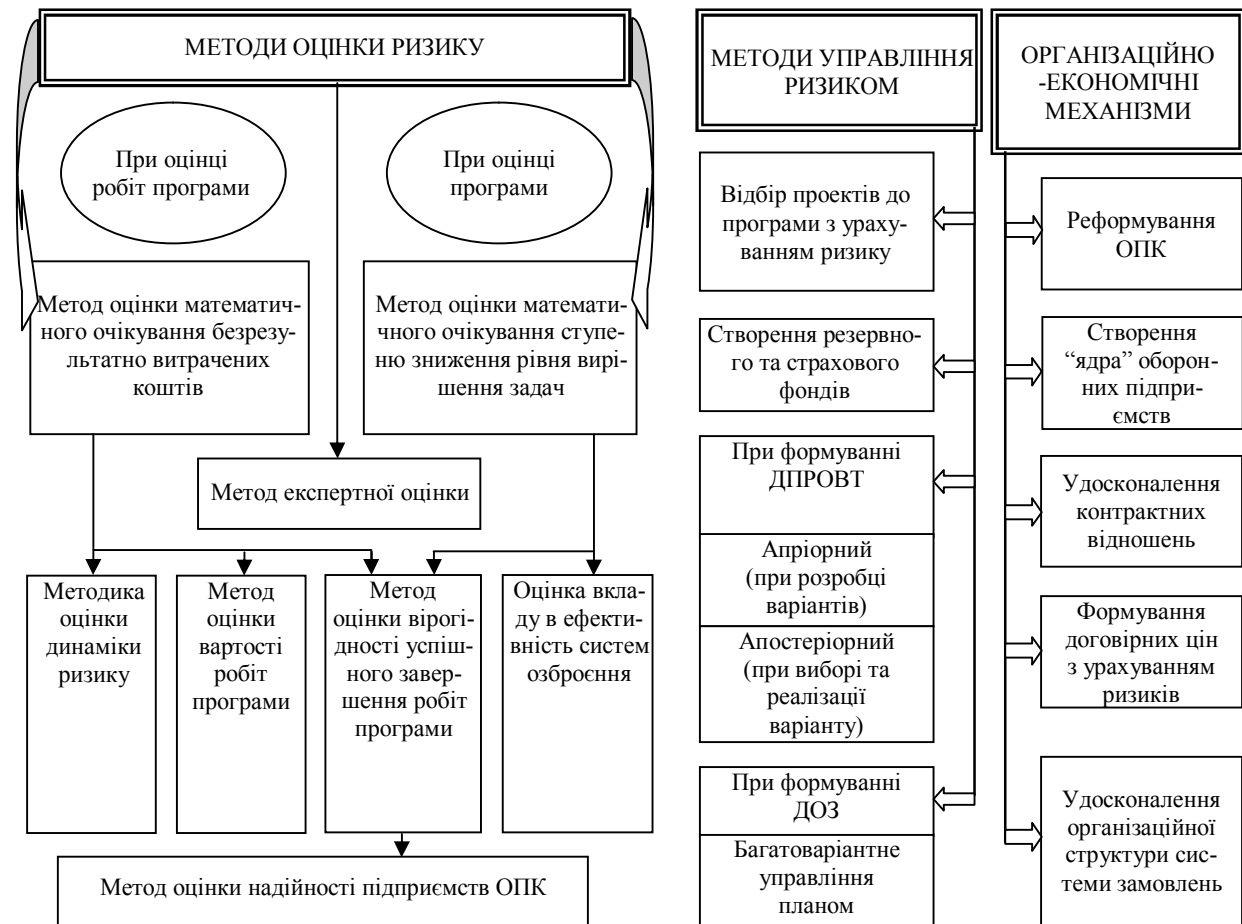 МЕТОДИ ОЦІНКИ РИЗИКУ
При оцінці
робіт програми
При оцінці
програми
Метод оцінки математич-
ного очікування безрезу-
льтатно витрачених
коштів
Метод оцінки матема­ти-
чного очікування ступе-
ню зниження рівня вирі-
шення задач
Метод експертної оцінки
Методика
оцінки
динаміки
ризику
Метод
оцінки
вартості
робіт
програми
Метод
оцінки вірогі-
дності успіш-
ного завер-
шення робіт
програми
Оцінка вкла-
ду в ефекти-
вність систем
озброєння
Метод оцінки надійності підприємств ОПК
МЕТОДИ УПРАВЛІННЯ
РИЗИКОМ
Відбір проектів до
програми з ураху-
ванням ризику
Створення резервно-
го та страхового
фондів
При формуванні
ДПРОВТ
Апріорний
(при розробці
варіантів)
Апостеріорний
(при виборі та
реалізації
варіанту)
При формуванні
ДОЗ
Багатоваріантне
управління
планом
ОРГАНІЗАЦІЙНО
-ЕКОНОМІЧНІ
МЕХАНІЗМИ
Реформування
ОПК
Створення
“ядра” оборон-
них підпри-
ємств
Удосконалення
контрактних
відношень
Формування
договірних цін
з урахуванням
ризиків
Удосконалення
організаційної
структури сис-
теми замовлень